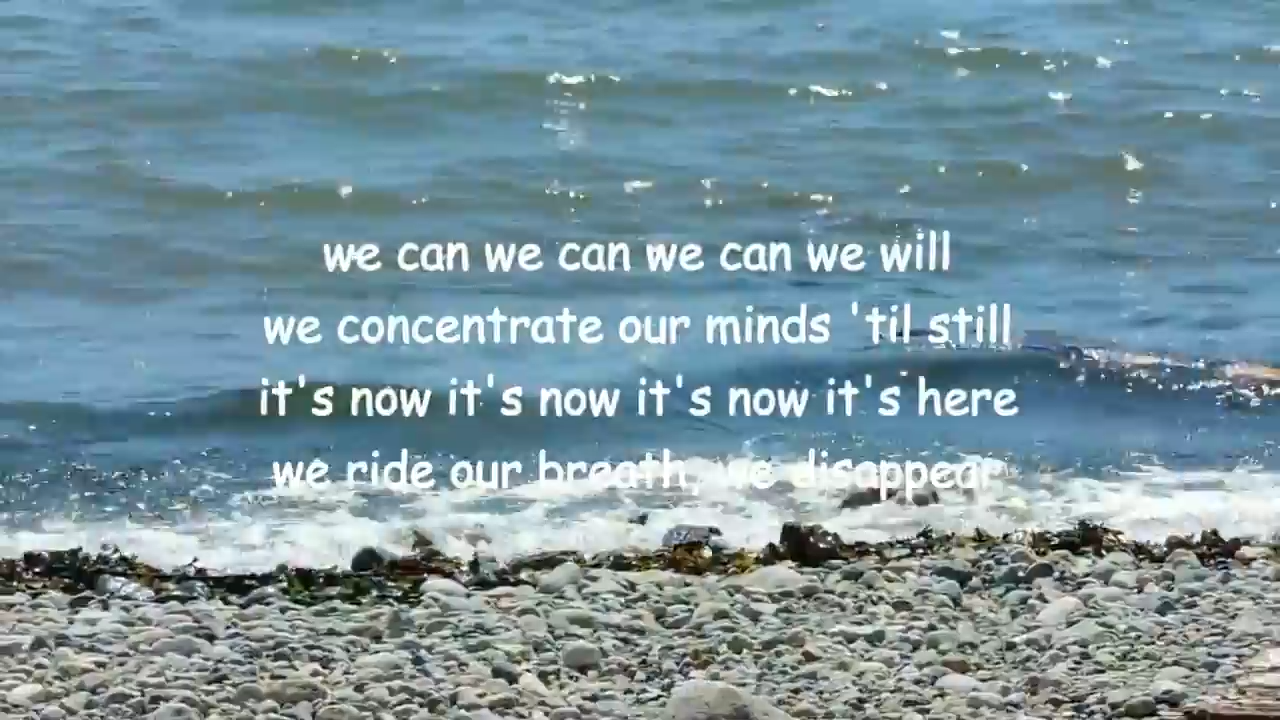 we can we can we can we will
we concentrate our minds 'til still
it's now it's now it's now it's here
we ride our breath, we disappear